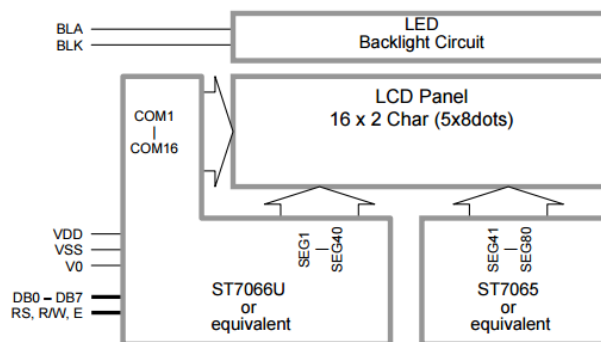 BLA
BLK
LED
Backlight Circuit
COM1
|
COM16
LCD Panel
16 x 2 Char (5x8dots)
VDD
VSS
V0
DB0 – DB7
RS, R/W, E
SEG1
—
SEG40
ST7066U
or
equivalent
SEG41
—
SEG80
ST7065
or
equivalent